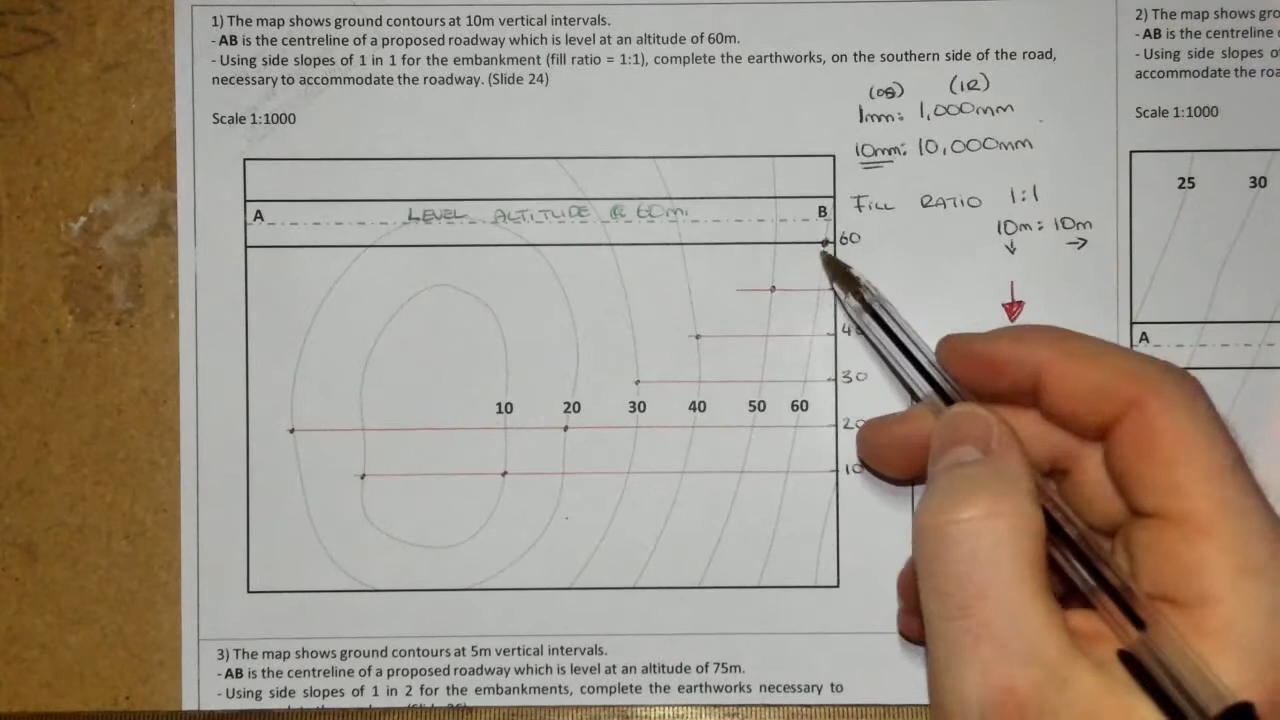 1) The map shows ground contours at 10m vertical intervals.
- AB is the centreline of a proposed roadway which is level at an altitude of 60m.
- Using side slopes of 1 in 1 for the embankment (fill ratio = 1:1), complete the earthworks, on the southern side of the road,
necessary to accommodate the roadway. (Slide 24)
Scale 1:1000
(IR)
1mm: 1,000mm
10mm: 10,000mm
FILL RATIO 1:1
10m: 10m
A LEVEL ALTITUDE @ 60m. B
60
30
10 20 30 40 50 60
20
10
2) The map shows gro
- AB is the centreline
- Using side slopes o
accommodate the roa
Scale 1:1000
25 30
A
3) The map shows ground contours at 5m vertical intervals.
- AB is the centreline of a proposed roadway which is level at an altitude of 75m.
- Using side slopes of 1 in 2 for the embankments, complete the earthworks necessary to